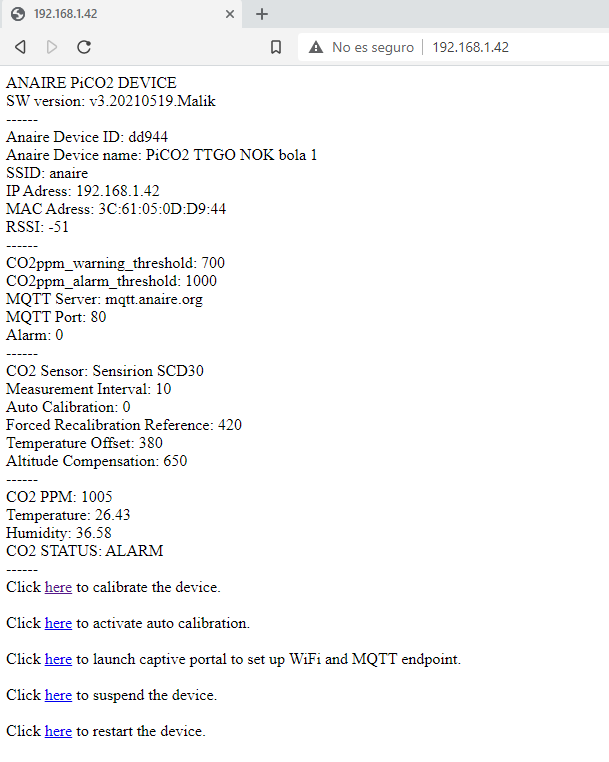 192.168.1.42
No es seguro 192.168.1.42
ANAIRE PiCO2 DEVICE
SW version: v3.20210519.Malik
------
Anaire Device ID: dd944
Anaire Device name: PiCO2 TTGO NOK bola 1
SSID: anaire
IP Adress: 192.168.1.42
MAC Adress: 3C:61:05:0D:D9:44
RSSI: -51
------
CO2ppm_warning_threshold: 700
CO2ppm_alarm_threshold: 1000
MQTT Server: mqtt.anaire.org
MQTT Port: 80
Alarm: 0
------
CO2 Sensor: Sensirion SCD30
Measurement Interval: 10
Auto Calibration: 0
Forced Recalibration Reference: 420
Temperature Offset: 380
Altitude Compensation: 650
------
CO2 PPM: 1005
Temperature: 26.43
Humidity: 36.58
CO2 STATUS: ALARM
------
Click here to calibrate the device.
Click here to activate auto calibration.
Click here to launch captive portal to set up WiFi and MQTT endpoint.
Click here to suspend the device.
Click here to restart the device.